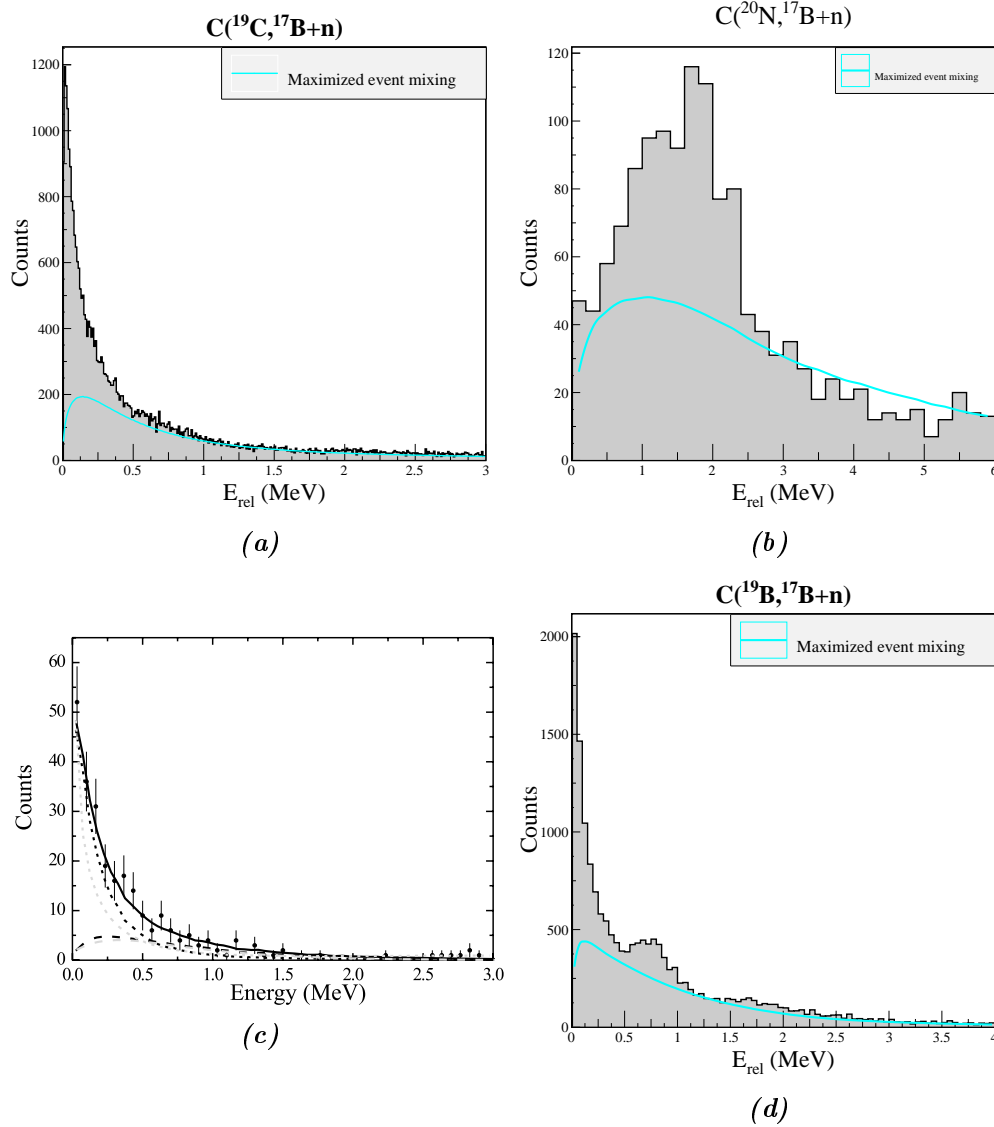 C(¹⁹C,¹⁷B+n)
Maximized event mixing
1200
1000
800
600
400
200
0
Counts
0 0.5 1 1.5 2 2.5 3
E_rel (MeV)
(a)
C(²⁰N,¹⁷B+n)
Maximized event mixing
120
100
80
60
40
20
0
Counts
0 1 2 3 4 5 6
E_rel (MeV)
(b)
60
50
40
30
20
10
0
Counts
0.0 0.5 1.0 1.5 2.0 2.5 3.0
Energy (MeV)
(c)
C(¹⁹B,¹⁷B+n)
Maximized event mixing
2000
1500
1000
500
0
Counts
0 0.5 1 1.5 2 2.5 3 3.5 4
E_rel (MeV)
(d)